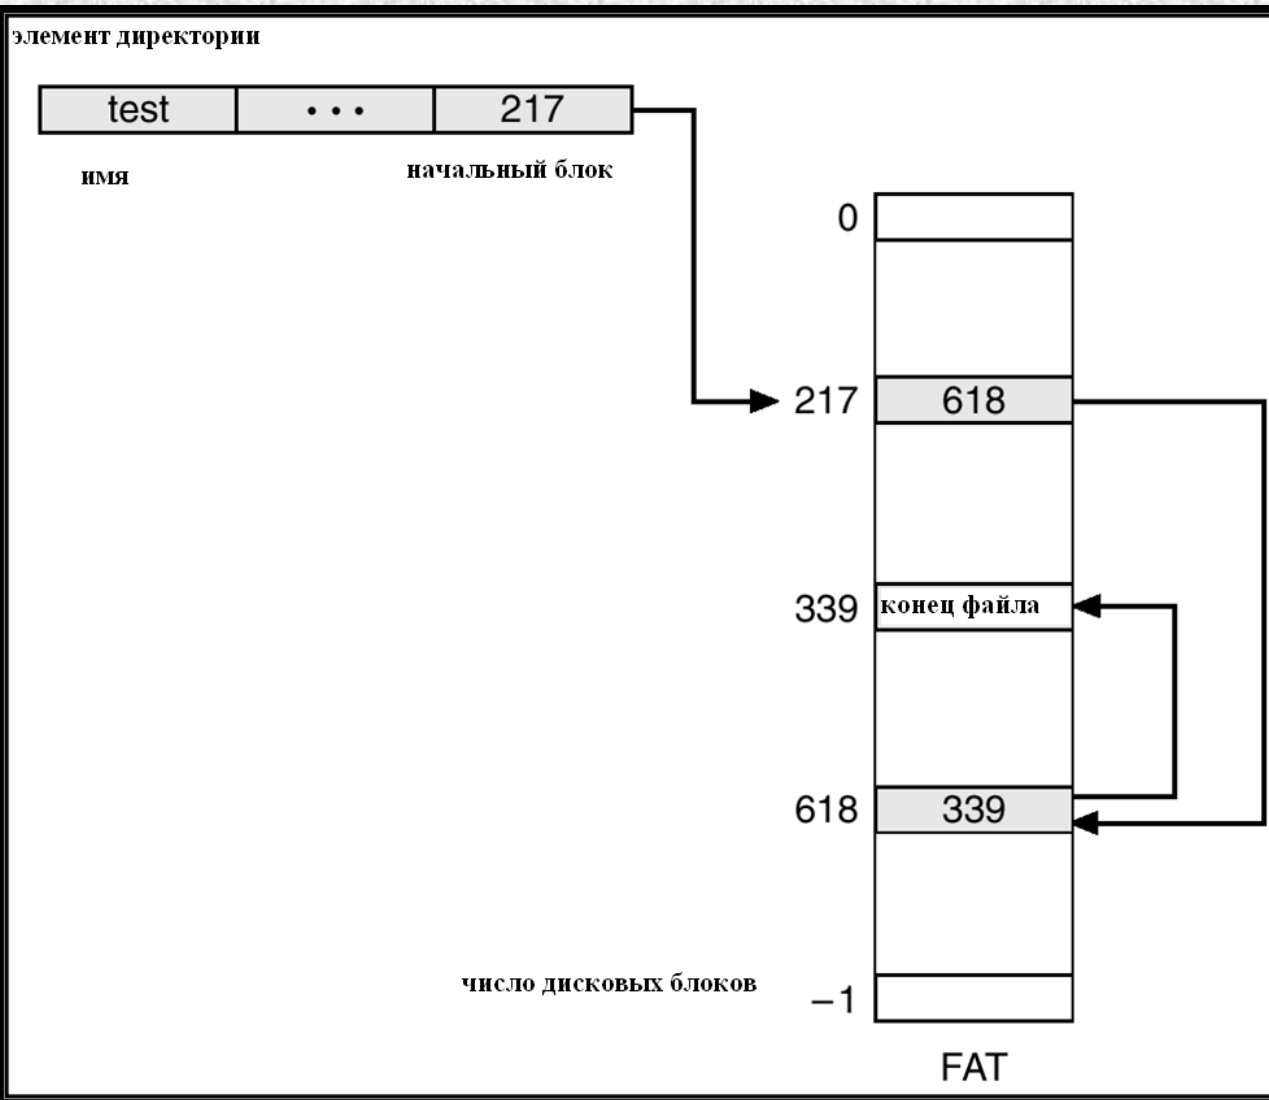 элемент директории
test ... 217
имя
начальный блок
0
217 618
339 конец файла
618 339
число дисковых блоков –1
FAT